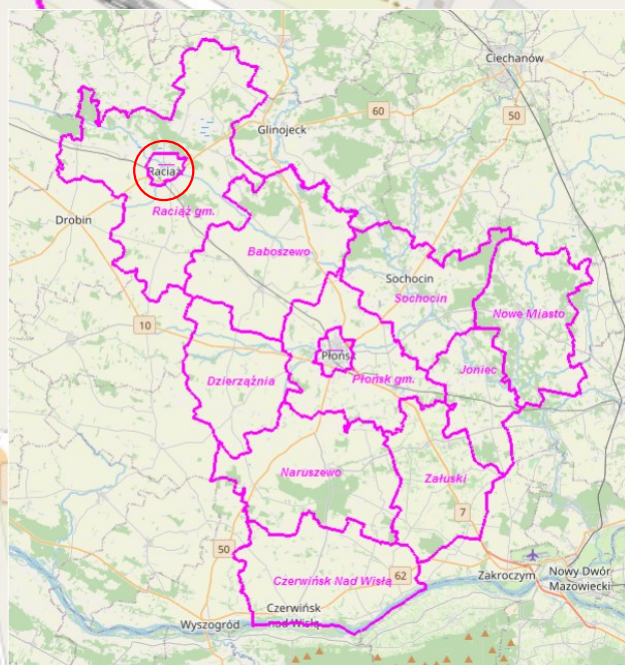 Ciechanów
60
50
Glinojeck
Raciąż
Raciąż gm.
Drobin
Baboszewo
Sochocin
Sochocin
Nowe Miasto
10
Płońsk
Płońsk gm.
Joniec
Dzierzążnia
Naruszewo
Załuski
7
50
62
Czerwińsk Nad Wisłą
Zakroczym
Nowy Dwór
Mazowiecki
Czerwińsk
nad Wisłą
Wyszogród